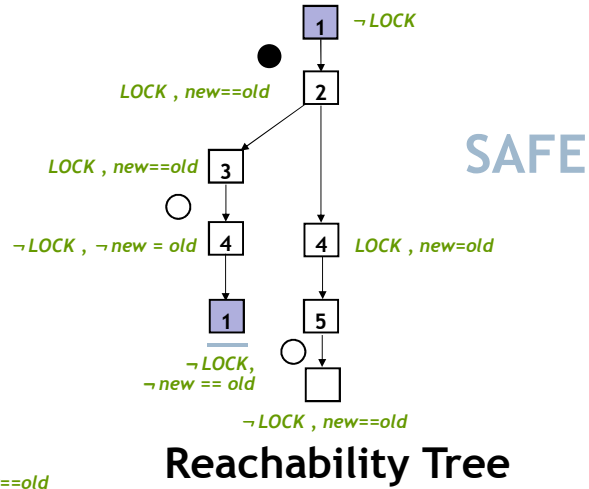 1
¬ LOCK
LOCK , new==old
2
SAFE
LOCK , new==old
3
¬ LOCK , ¬ new = old
4
4
LOCK , new=old
1
5
¬ LOCK,
¬ new == old
¬ LOCK , new==old
Reachability Tree
==old